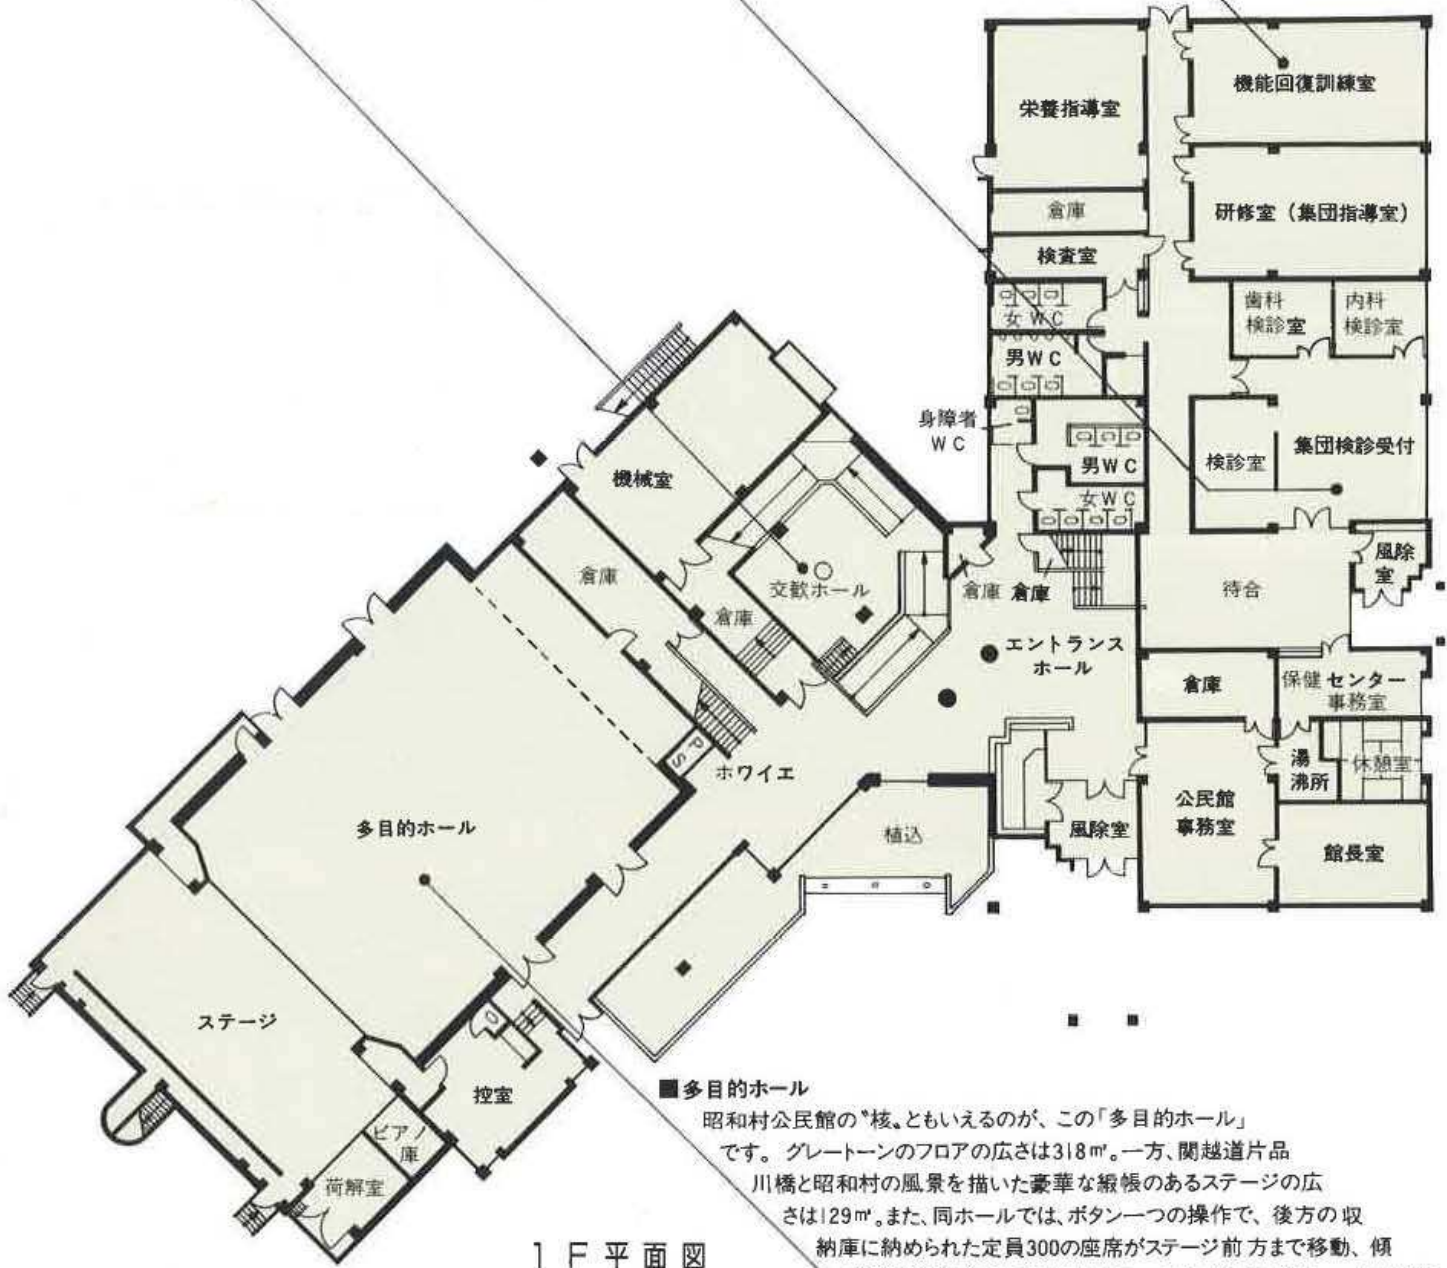 機能回復訓練室
栄養指導室
研修室（集団指導室）
倉庫
検査室
歯科
検診室
内科
検診室
女WC
男WC
身障者
WC
男WC
集団検診受付
検診室
女WC
機械室
風除
室
倉庫
倉庫
倉庫
待合
交歓ホール
倉庫
エントランス
ホール
倉庫
保健センター
事務室
PS
ホワイエ
湯
沸所
休憩室
公民館
事務室
多目的ホール
植込
風除室
館長室
ステージ
控室
ピアノ
庫
荷解室
1F平面図
■多目的ホール
昭和村公民館の〝核〟ともいえるのが、この「多目的ホール」
です。グレートーンのフロアの広さは318㎡。一方、関越道片品
川橋と昭和村の風景を描いた豪華な緞帳のあるステージの広
さは129㎡。また、同ホールでは、ボタン一つの操作で、後方の収
納庫に納められた定員300の座席がステージ前方まで移動、傾